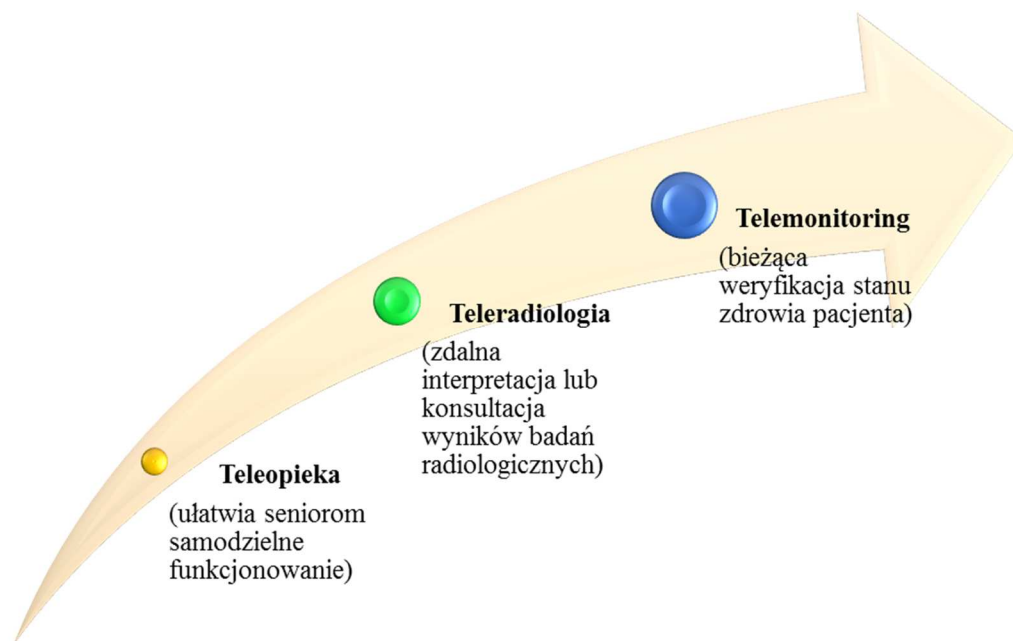 Telemonitoring
(bieżąca
weryfikacja stanu
zdrowia pacjenta)
Teleradiologia
(zdalna
interpretacja lub
konsultacja
wyników badań
radiologicznych)
Teleopieka
(ułatwia seniorom
samodzielne
funkcjonowanie)